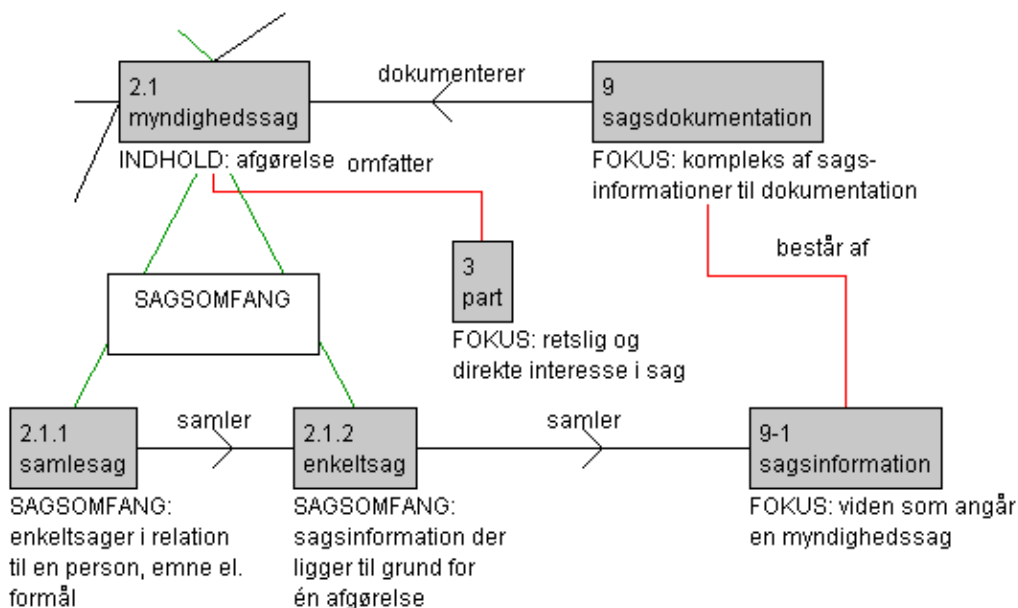 dokumenterer
2.1
myndighedssag
9
sagsdokumentation
INDHOLD: afgørelse
omfatter
FOKUS: kompleks af sags-
informationer til dokumentation
består af
3
part
SAGSOMFANG
FOKUS: retslig og
direkte interesse i sag
samler
samler
2.1.1
samlesag
2.1.2
enkeltsag
9-1
sagsinformation
SAGSOMFANG:
enkeltsager i relation
til en person, emne el.
formål
SAGSOMFANG:
sagsinformation der
ligger til grund for
én afgørelse
FOKUS: viden som angår
en myndighedssag